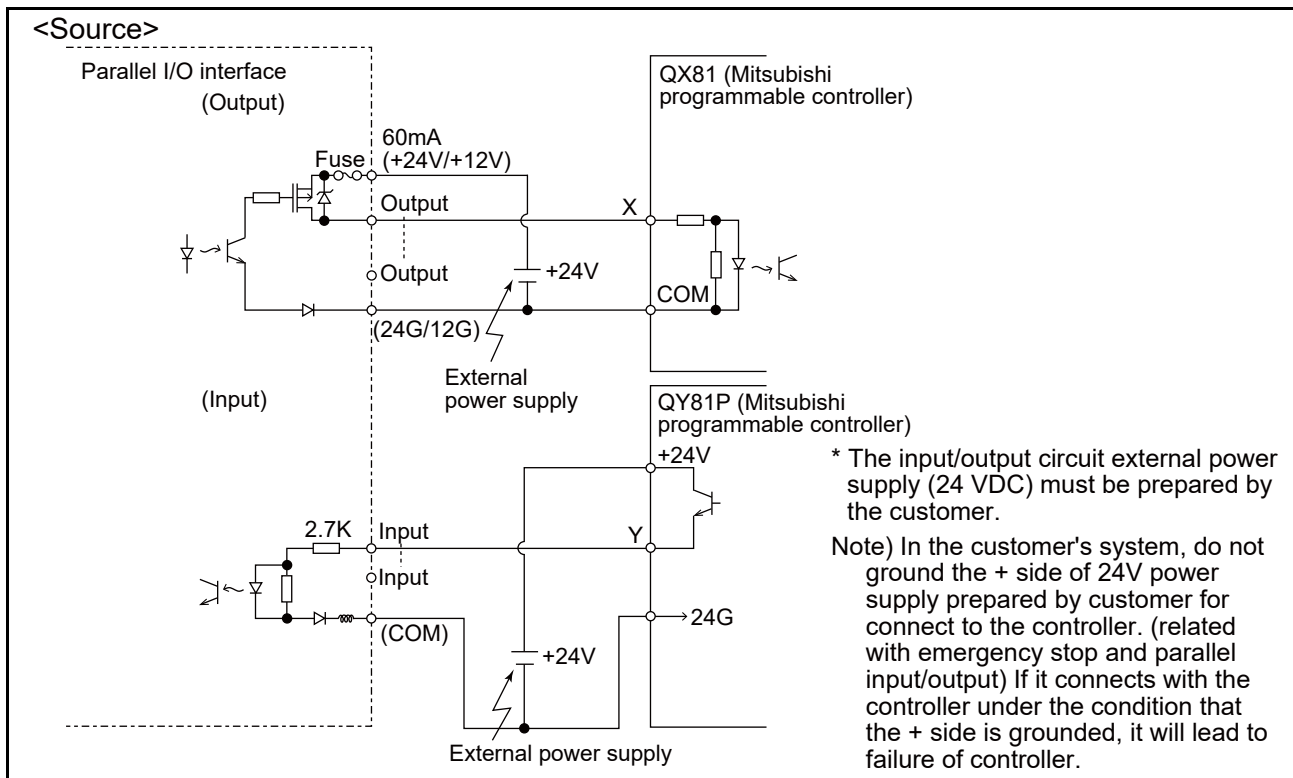 <Source>
Parallel I/O interface
(Output)
QX81 (Mitsubishi
programmable controller)
60mA
(+24V/+12V)
Fuse
Output
X
Output
+24V
COM
(24G/12G)
External
power supply
(Input)
QY81P (Mitsubishi
programmable controller)
+24V
2.7K
Input
Y
Input
24G
(COM)
+24V
External power supply
* The input/output circuit external power
supply (24 VDC) must be prepared by
the customer.
Note) In the customer's system, do not
ground the + side of 24V power
supply prepared by customer for
connect to the controller. (related
with emergency stop and parallel
input/output) If it connects with the
controller under the condition that
the + side is grounded, it will lead to
failure of controller.